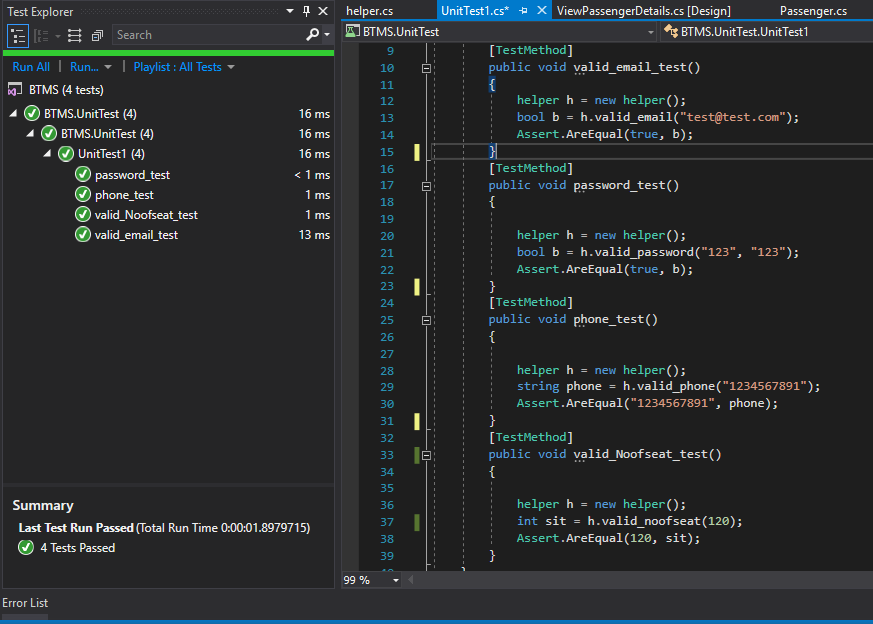 Test Explorer
Search
Run All | Run... | Playlist : All Tests
BTMS (4 tests)
BTMS.UnitTest (4) 16 ms
BTMS.UnitTest (4) 16 ms
UnitTest1 (4) 16 ms
password_test < 1 ms
phone_test 1 ms
valid_Noofseat_test 1 ms
valid_email_test 13 ms
Summary
Last Test Run Passed (Total Run Time 0:00:01.8979715)
4 Tests Passed
Error List
helper.cs UnitTest1.cs* ViewPassengerDetails.cs [Design] Passenger.cs
BTMS.UnitTest BTMS.UnitTest.UnitTest1
9 [TestMethod]
10 public void valid_email_test()
11 {
12 helper h = new helper();
13 bool b = h.valid_email("test@test.com");
14 Assert.AreEqual(true, b);
15 }
16 [TestMethod]
17 public void password_test()
18 {
19
20 helper h = new helper();
21 bool b = h.valid_password("123", "123");
22 Assert.AreEqual(true, b);
23 }
24 [TestMethod]
25 public void phone_test()
26 {
27
28 helper h = new helper();
29 string phone = h.valid_phone("1234567891");
30 Assert.AreEqual("1234567891", phone);
31 }
32 [TestMethod]
33 public void valid_Noofseat_test()
34 {
35
36 helper h = new helper();
37 int sit = h.valid_noofseat(120);
38 Assert.AreEqual(120, sit);
39 }
99 %